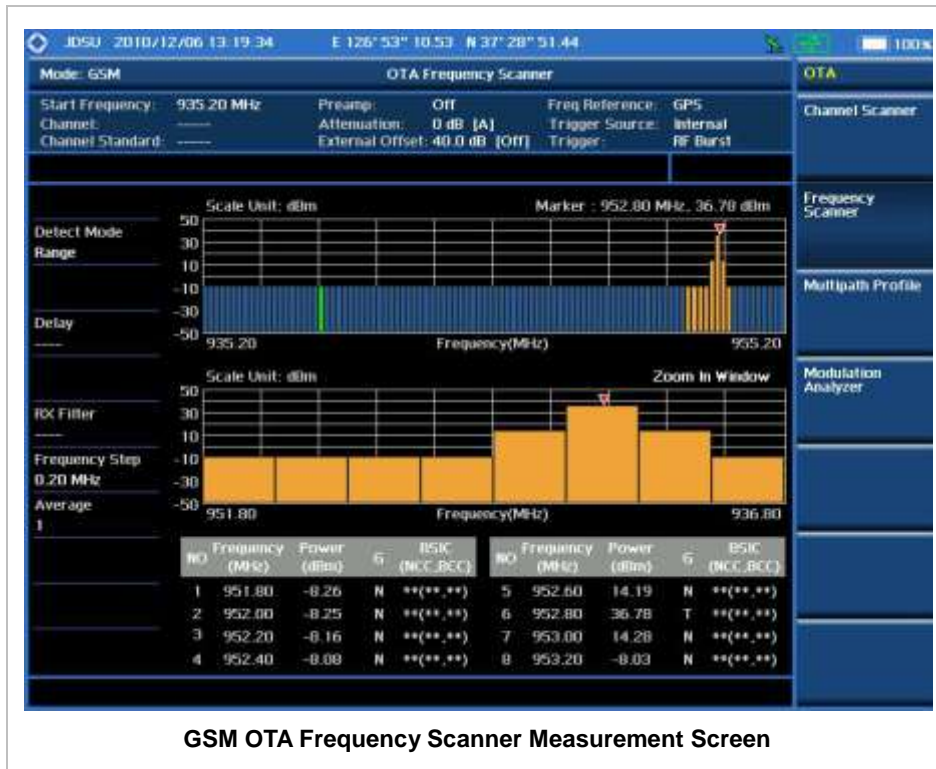 JDSU 2010/12/06 13:19:34 E 126° 53" 10.53 N 37° 28" 51.44 100%
Mode: GSM OTA Frequency Scanner OTA
Start Frequency: 935.20 MHz Preamp: Off Freq Reference: GPS
Channel: ----- Attenuation: 0 dB [A] Trigger Source: Internal
Channel Standard: ----- External Offset: 40.0 dB [Off] Trigger: RF Burst
Channel Scanner
Frequency Scanner
Multipath Profile
Modulation Analyzer
Detect Mode
Range
Delay
----
RX Filter
----
Frequency Step
0.20 MHz
Average
1
Scale Unit: dBm Marker : 952.80 MHz, 36.78 dBm
50
30
10
-10
-30
-50
935.20 Frequency(MHz) 955.20
Scale Unit: dBm Zoom In Window
50
30
10
-10
-30
-50
951.80 Frequency(MHz) 936.80
NO Frequency (MHz) Power (dBm) G BSIC (NCC,BCC) NO Frequency (MHz) Power (dBm) G BSIC (NCC,BCC)
1 951.80 -8.26 N **(**,**) 5 952.60 14.19 N **(**,**)
2 952.00 -8.25 N **(**,**) 6 952.80 36.78 T **(**,**)
3 952.20 -8.16 N **(**,**) 7 953.00 14.28 N **(**,**)
4 952.40 -8.08 N **(**,**) 8 953.20 -8.03 N **(**,**)
GSM OTA Frequency Scanner Measurement Screen